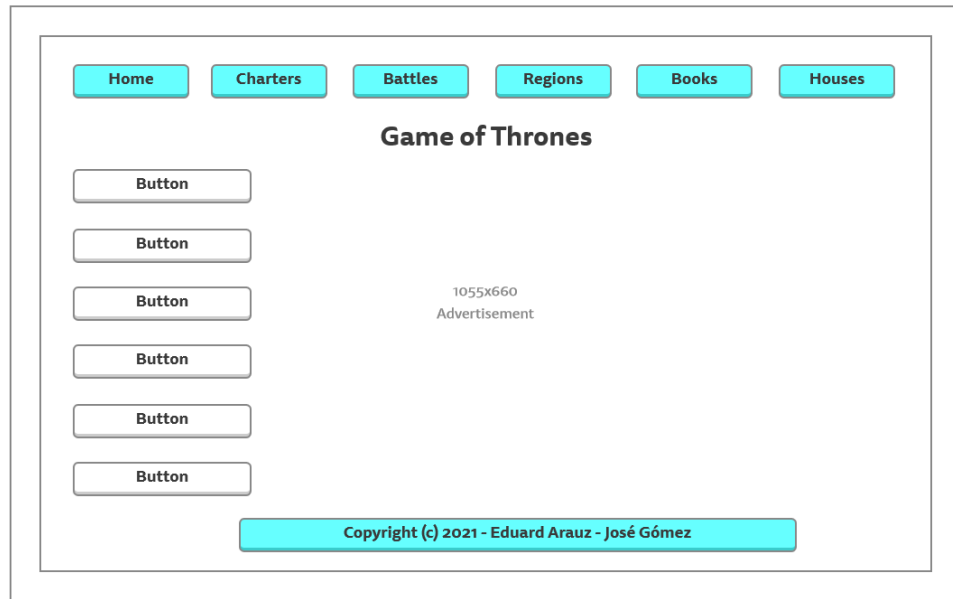 Home Charters Battles Regions Books Houses
Game of Thrones
Button
Button
Button
1055x660
Advertisement
Button
Button
Button
Copyright (c) 2021 - Eduard Arauz - José Gómez